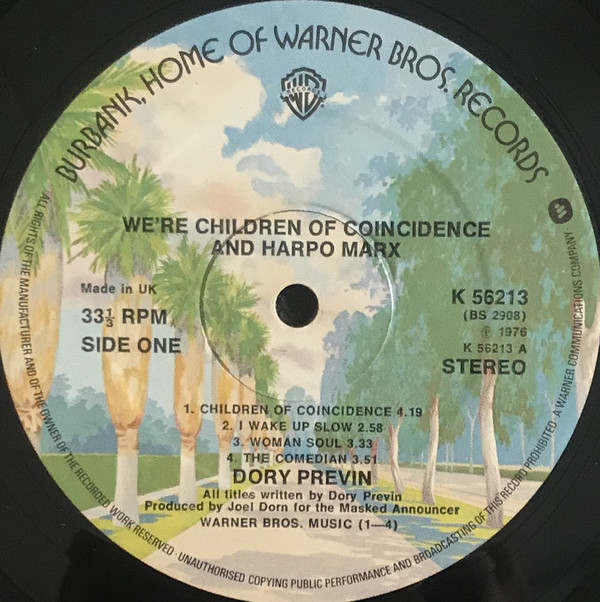 BURBANK, HOME OF WARNER BROS. RECORDS
WE'RE CHILDREN OF COINCIDENCE
AND HARPO MARX
Made in UK
33⅓ RPM
SIDE ONE
K 56213
(BS 2908)
℗ 1976
K 56213 A
STEREO
1. CHILDREN OF COINCIDENCE 4.19
2. I WAKE UP SLOW 2.58
3. WOMAN SOUL 3.33
4. THE COMEDIAN 3.51
DORY PREVIN
All titles written by Dory Previn
Produced by Joel Dorn for the Masked Announcer
WARNER BROS. MUSIC (1—4)
ALL RIGHTS OF THE MANUFACTURER AND OF THE OWNER OF THE RECORDED WORK RESERVED · UNAUTHORISED COPYING PUBLIC PERFORMANCE AND BROADCASTING OF THIS RECORD PROHIBITED · A WARNER COMMUNICATIONS COMPANY